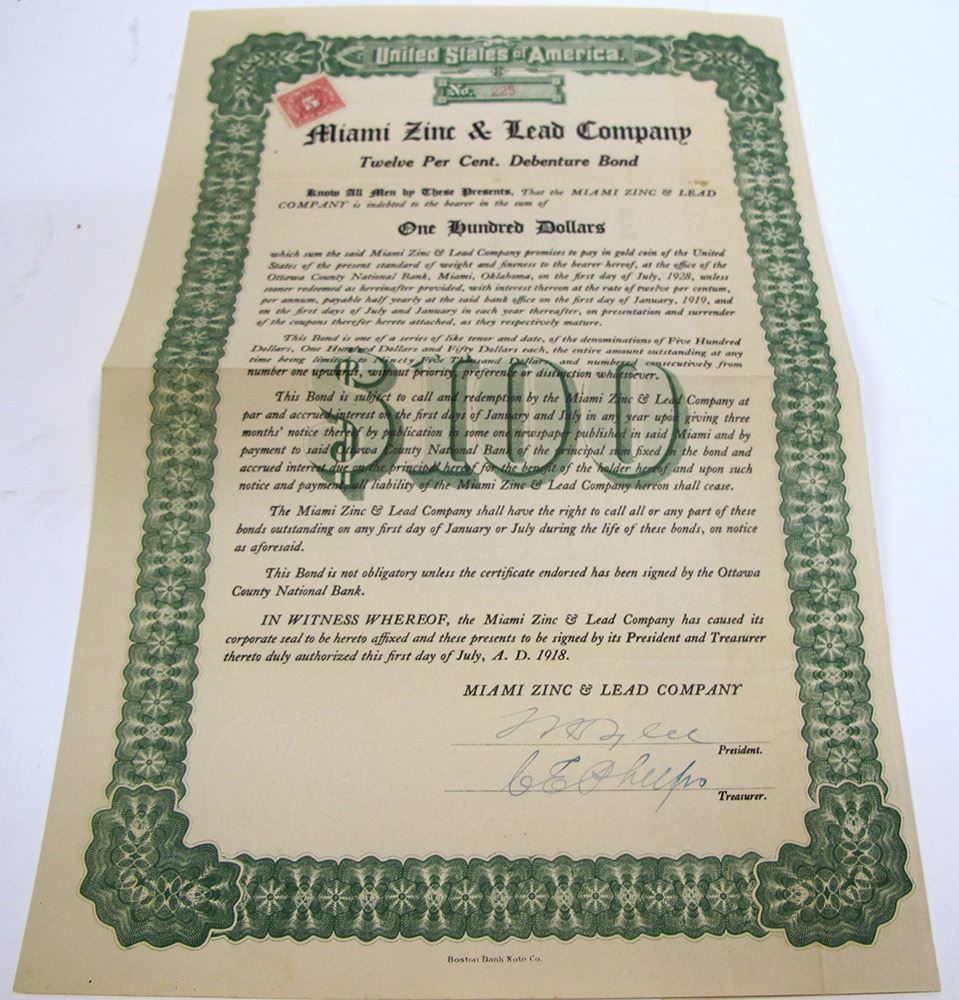 United States of America.
No. 225
5
Miami Zinc & Lead Company
Twelve Per Cent. Debenture Bond
Know All Men by These Presents, That the MIAMI ZINC & LEAD
COMPANY is indebted to the bearer in the sum of
One Hundred Dollars
which sum the said Miami Zinc & Lead Company promises to pay in gold coin of the United
States of the present standard of weight and fineness to the bearer hereof, at the office of the
Ottawa County National Bank, Miami, Oklahoma, on the first day of July, 1928, unless
sooner redeemed as hereinafter provided, with interest thereon at the rate of twelve per centum,
per annum, payable half yearly at the said bank office on the first day of January, 1919, and
on the first days of July and January in each year thereafter, on presentation and surrender
of the coupons therefor hereto attached, as they respectively mature.
This Bond is one of a series of like tenor and date, of the denominations of Five Hundred
Dollars, One Hundred Dollars and Fifty Dollars each, the entire amount outstanding at any
time being limited to Ninety Five Thousand Dollars and numbered consecutively from
number one upwards, without priority, preference or distinction whatsoever.
$100
This Bond is subject to call and redemption by the Miami Zinc & Lead Company at
par and accrued interest on the first days of January and July in any year upon giving three
months' notice thereof by publication in some one newspaper published in said Miami and by
payment to said Ottawa County National Bank of the principal sum fixed in the bond and
accrued interest due on the principal hereof for the benefit of the holder hereof and upon such
notice and payment, all liability of the Miami Zinc & Lead Company hereon shall cease.
The Miami Zinc & Lead Company shall have the right to call all or any part of these
bonds outstanding on any first day of January or July during the life of these bonds, on notice
as aforesaid.
This Bond is not obligatory unless the certificate endorsed has been signed by the Ottawa
County National Bank.
IN WITNESS WHEREOF, the Miami Zinc & Lead Company has caused its
corporate seal to be hereto affixed and these presents to be signed by its President and Treasurer
thereto duly authorized this first day of July, A. D. 1918.
MIAMI ZINC & LEAD COMPANY
President.
C E Phelps
Treasurer.
Boston Bank Note Co.